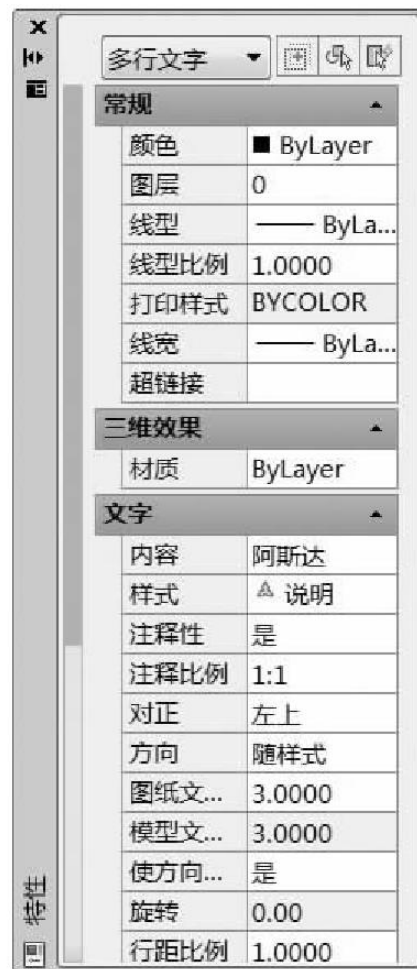 多行文字
常规
颜色 ByLayer
图层 0
线型 ByLa...
线型比例 1.0000
打印样式 BYCOLOR
线宽 ByLa...
超链接
三维效果
材质 ByLayer
文字
内容 阿斯达
样式 说明
注释性 是
注释比例 1:1
对正 左上
方向 随样式
图纸文... 3.0000
模型文... 3.0000
使方向... 是
旋转 0.00
行距比例 1.0000
特性